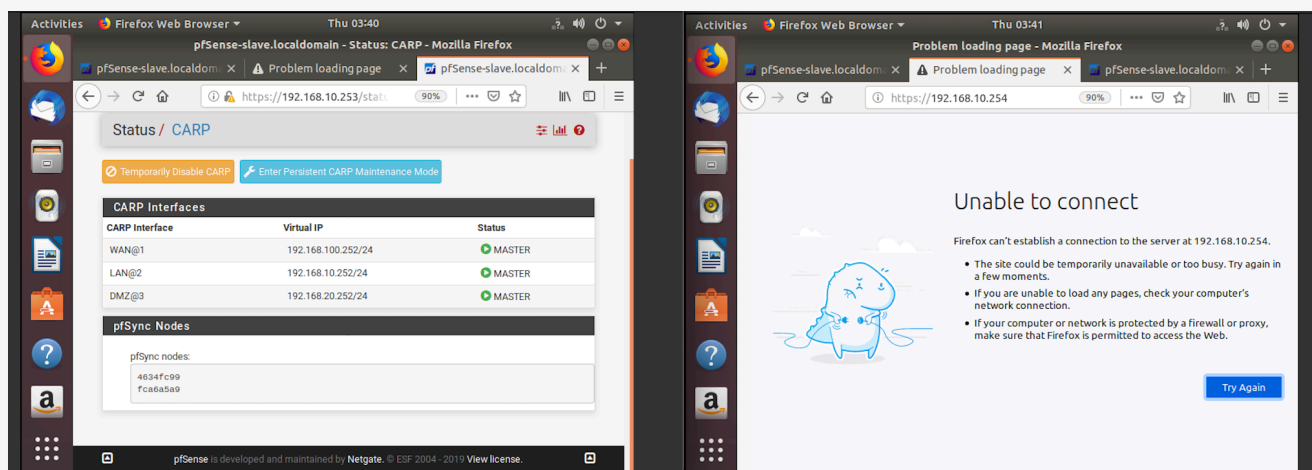 Activities
Firefox Web Browser
Thu 03:40
pfSense-slave.localdomain - Status: CARP - Mozilla Firefox
pfSense-slave.localdom
Problem loading page
pfSense-slave.localdom
https://192.168.10.253/statu
90%
Status / CARP
Temporarily Disable CARP
Enter Persistent CARP Maintenance Mode
CARP Interfaces
CARP Interface Virtual IP Status
WAN@1 192.168.100.252/24 MASTER
LAN@2 192.168.10.252/24 MASTER
DMZ@3 192.168.20.252/24 MASTER
pfSync Nodes
pfSync nodes:
4634fc99
fca6a5a9
pfSense is developed and maintained by Netgate. © ESF 2004 - 2019 View license.
Activities
Firefox Web Browser
Thu 03:41
Problem loading page - Mozilla Firefox
pfSense-slave.localdom
Problem loading page
pfSense-slave.localdom
https://192.168.10.254
90%
Unable to connect
Firefox can't establish a connection to the server at 192.168.10.254.
• The site could be temporarily unavailable or too busy. Try again in
a few moments.
• If you are unable to load any pages, check your computer's
network connection.
• If your computer or network is protected by a firewall or proxy,
make sure that Firefox is permitted to access the Web.
Try Again